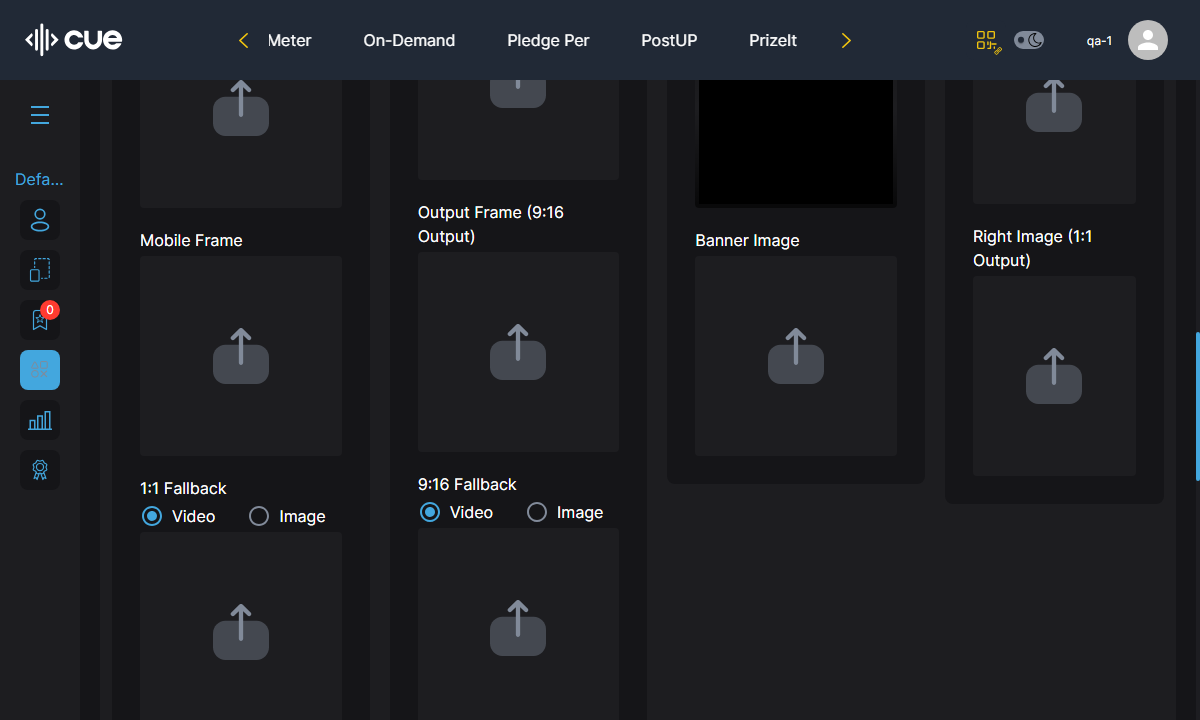 cue
Meter
On-Demand
Pledge Per
PostUP
PrizeIt
qa-1
Defa...
0
Mobile Frame
1:1 Fallback
Video
Image
Output Frame (9:16
Output)
9:16 Fallback
Video
Image
Banner Image
Right Image (1:1
Output)